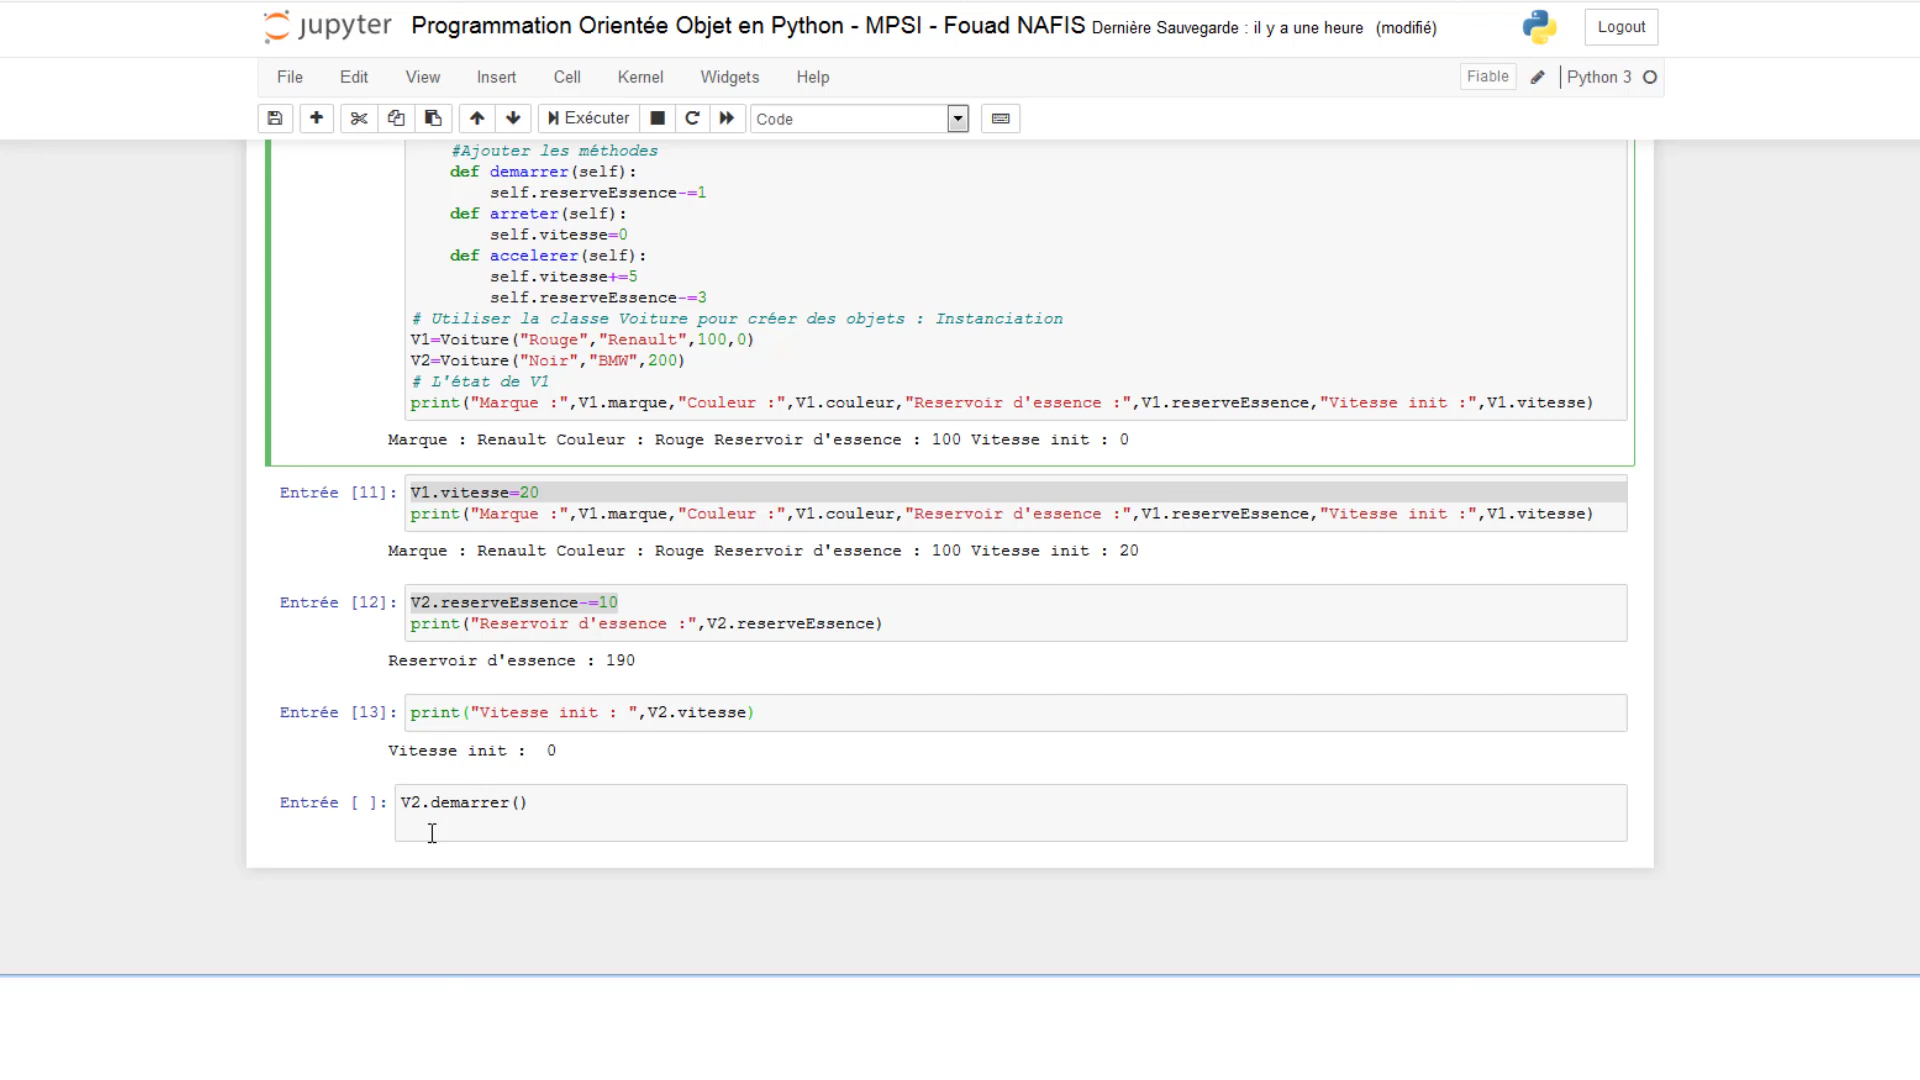 jupyter Programmation Orientée Objet en Python - MPSI - Fouad NAFIS Dernière Sauvegarde : il y a une heure (modifié) Logout
File Edit View Insert Cell Kernel Widgets Help Fiable Python 3
Exécuter Code
#Ajouter les méthodes
def demarrer(self):
self.reserveEssence-=1
def arreter(self):
self.vitesse=0
def accelerer(self):
self.vitesse+=5
self.reserveEssence-=3
# Utiliser la classe Voiture pour créer des objets : Instanciation
V1=Voiture("Rouge","Renault",100,0)
V2=Voiture("Noir","BMW",200)
# L'état de V1
print("Marque :",V1.marque,"Couleur :",V1.couleur,"Reservoir d'essence :",V1.reserveEssence,"Vitesse init :",V1.vitesse)
Marque : Renault Couleur : Rouge Reservoir d'essence : 100 Vitesse init : 0
Entrée [11]: V1.vitesse=20
print("Marque :",V1.marque,"Couleur :",V1.couleur,"Reservoir d'essence :",V1.reserveEssence,"Vitesse init :",V1.vitesse)
Marque : Renault Couleur : Rouge Reservoir d'essence : 100 Vitesse init : 20
Entrée [12]: V2.reserveEssence-=10
print("Reservoir d'essence :",V2.reserveEssence)
Reservoir d'essence : 190
Entrée [13]: print("Vitesse init : ",V2.vitesse)
Vitesse init :  0
Entrée [ ]: V2.demarrer()